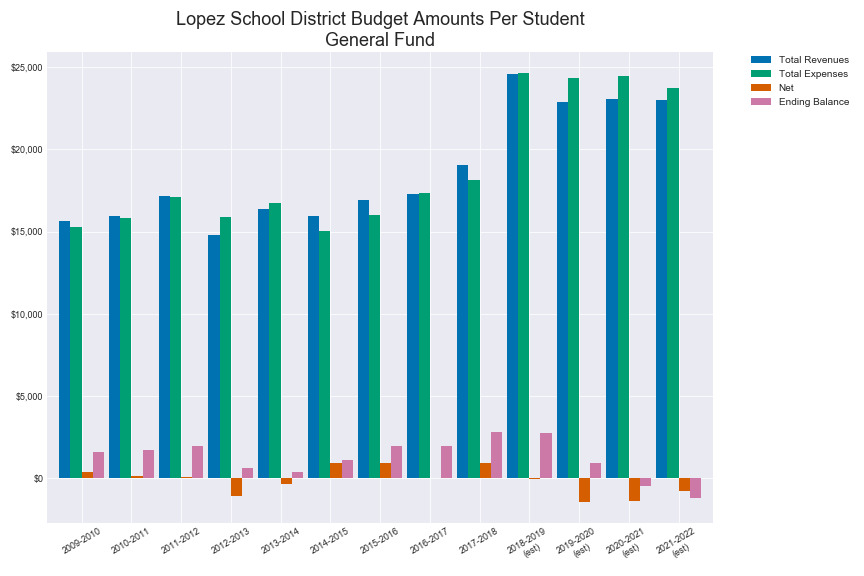 Lopez School District Budget Amounts Per Student
General Fund
Total Revenues
Total Expenses
Net
Ending Balance
$25,000
$20,000
$15,000
$10,000
$5,000
$0
2009-2010
2010-2011
2011-2012
2012-2013
2013-2014
2014-2015
2015-2016
2016-2017
2017-2018
2018-2019
(est)
2019-2020
(est)
2020-2021
(est)
2021-2022
(est)